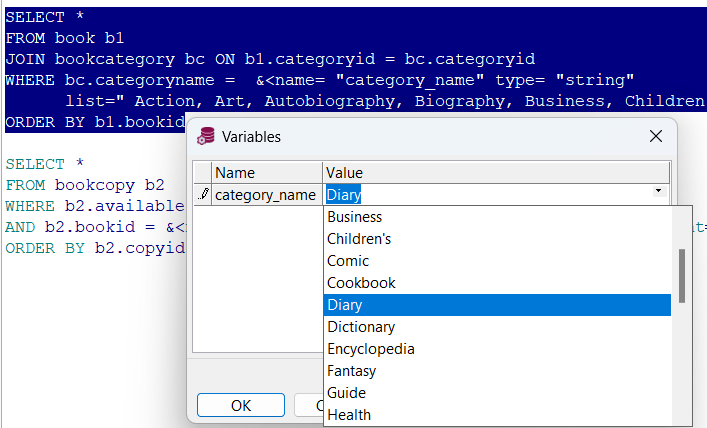 SELECT *
FROM book b1
JOIN bookcategory bc ON b1.categoryid = bc.categoryid
WHERE bc.categoryname =  &<name= "category_name" type= "string"
list=" Action, Art, Autobiography, Biography, Business, Children
ORDER BY b1.bookid
Variables
Name Value
category_name Diary
Business
Children's
Comic
Cookbook
Diary
Dictionary
Encyclopedia
Fantasy
Guide
Health
OK
SELECT *
FROM bookcopy b2
WHERE b2.available
AND b2.bookid = &<
ORDER BY b2.copyid